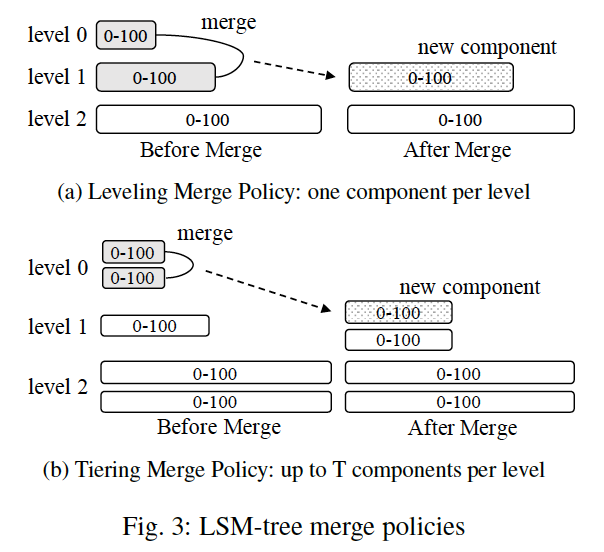 merge
level 0 0-100
new component
level 1 0-100 0-100
level 2 0-100 0-100
Before Merge After Merge
(a) Leveling Merge Policy: one component per level
merge
0-100
level 0
0-100
new component
0-100
level 1 0-100
0-100
0-100 0-100
level 2
0-100 0-100
Before Merge After Merge
(b) Tiering Merge Policy: up to T components per level
Fig. 3: LSM-tree merge policies